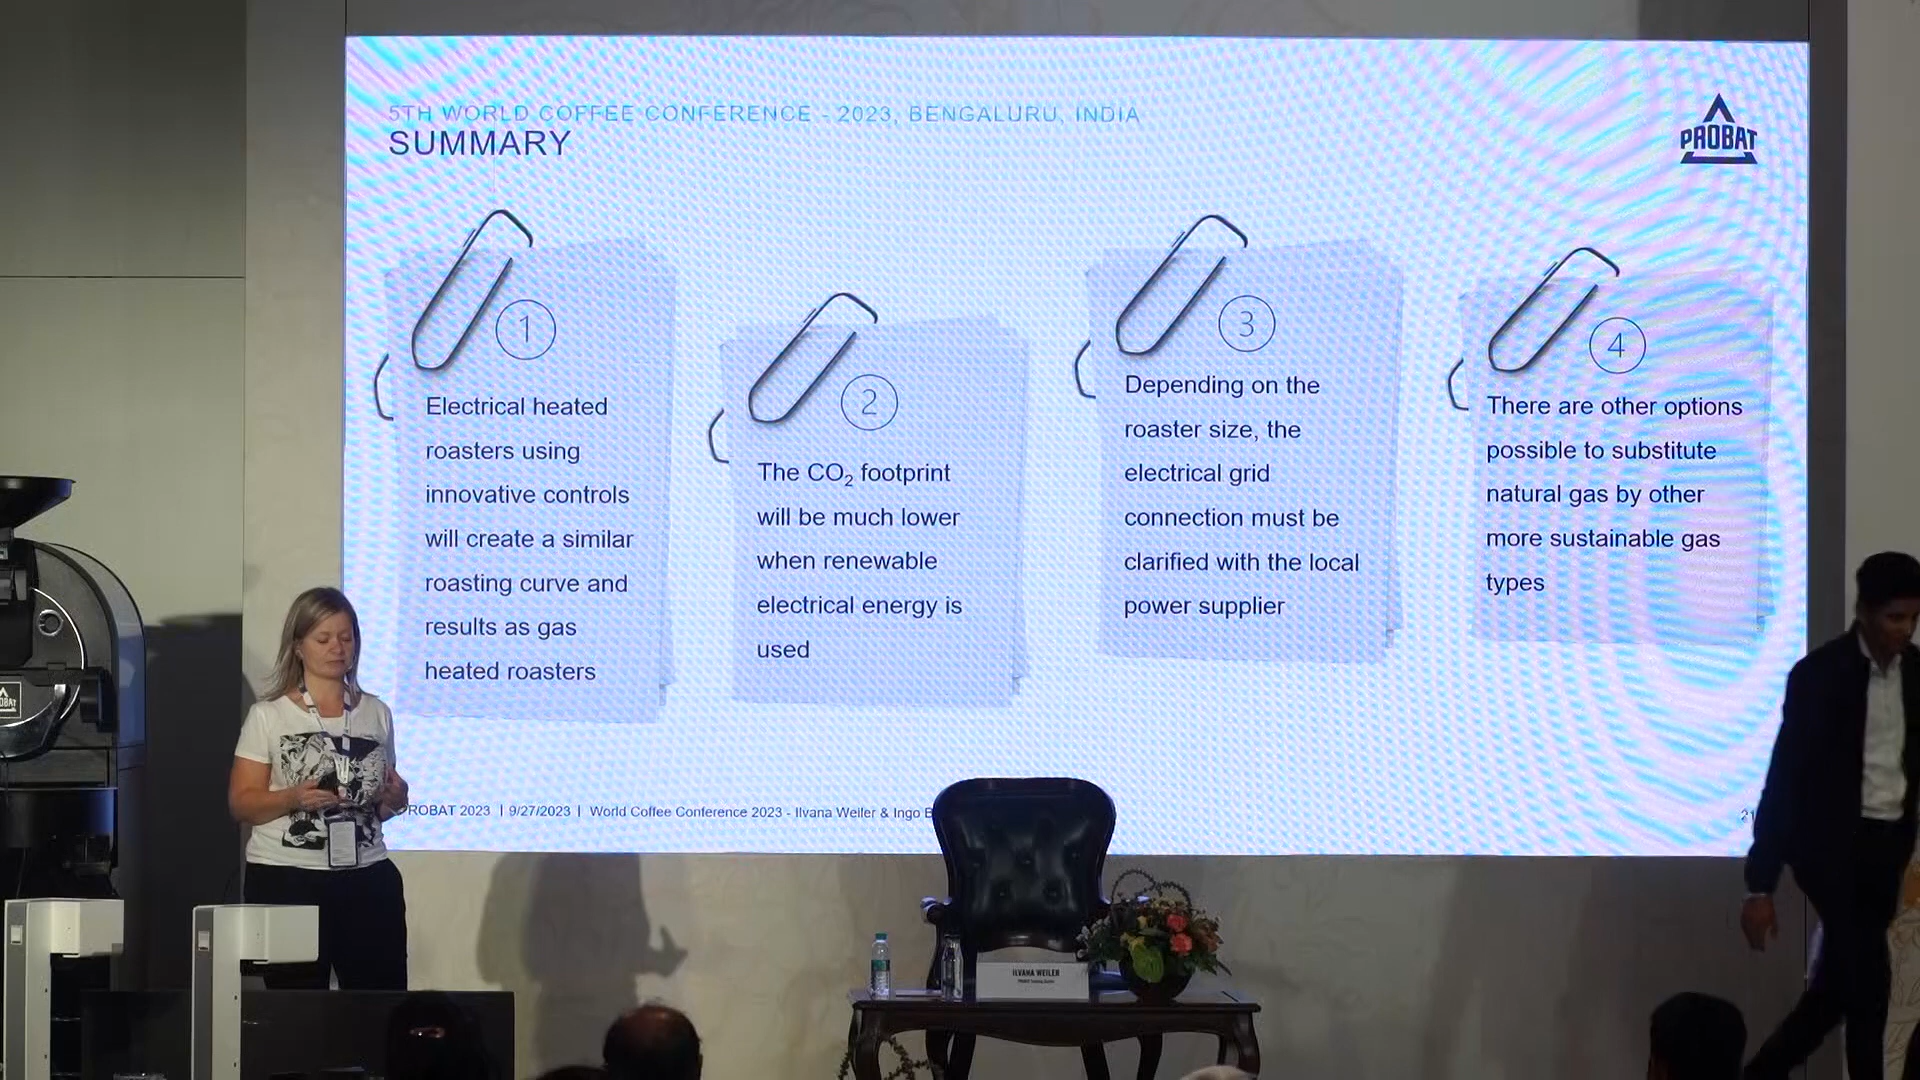 5TH WORLD COFFEE CONFERENCE - 2023, BENGALURU, INDIA
SUMMARY
PROBAT
1
Electrical heated
roasters using
innovative controls
will create a similar
roasting curve and
results as gas
heated roasters
2
The CO₂ footprint
will be much lower
when renewable
electrical energy is
used
3
Depending on the
roaster size, the
electrical grid
connection must be
clarified with the local
power supplier
4
There are other options
possible to substitute
natural gas by other
more sustainable gas
types
PROBAT 2023 | 9/27/2023 | World Coffee Conference 2023 - Ilvana Weiler & Ingo
21
ILVANA WEILER